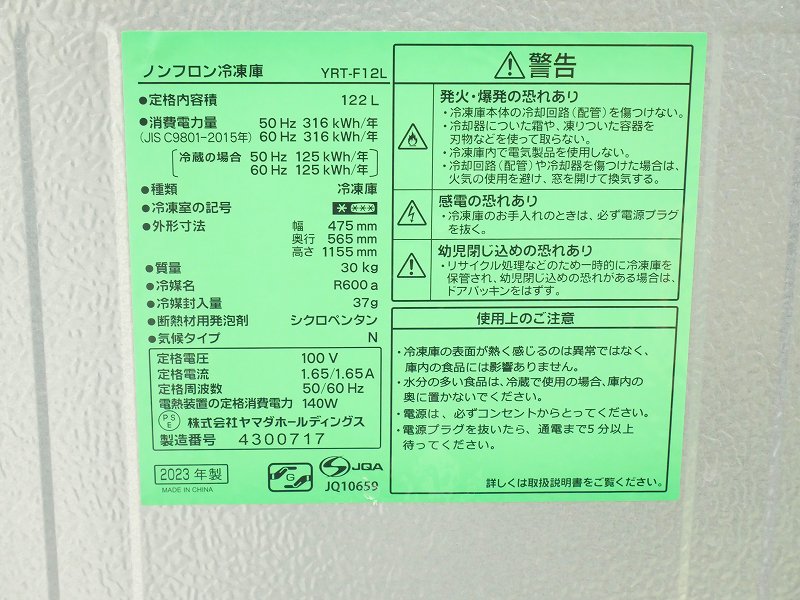 ノンフロン冷凍庫 YRT-F12L
●定格内容積 122 L
●消費電力量 50 Hz 316 kWh/年
(JIS C9801-2015年) 60 Hz 316 kWh/年
冷蔵の場合 50 Hz 125 kWh/年
60 Hz 125 kWh/年
●種類 冷凍庫
●冷凍室の記号
●外形寸法 幅 475 mm
奥行 565 mm
高さ 1155 mm
●質量 30 kg
●冷媒名 R600a
●冷媒封入量 37g
●断熱材用発泡剤 シクロペンタン
●気候タイプ N
定格電圧 100 V
定格電流 1.65/1.65A
定格周波数 50/60 Hz
電熱装置の定格消費電力 140W
PSE 株式会社ヤマダホールディングス
製造番号 4300717
2023 年製
MADE IN CHINA
G
JQA
JQ10659
警告
発火・爆発の恐れあり
・冷凍庫本体の冷却回路(配管)を傷つけない。
・冷却器についた霜や、凍りついた容器を
刃物などを使って取らない。
・冷凍庫内で電気製品を使用しない。
・冷却回路(配管)や冷却器を傷つけた場合は、
火気の使用を避け、窓を開けて換気する。
感電の恐れあり
・冷凍庫のお手入れのときは、必ず電源プラグ
を抜く。
幼児閉じ込めの恐れあり
・リサイクル処理などのため一時的に冷凍庫を
保管され、幼児閉じ込めの恐れがある場合は、
ドアパッキンをはずす。
使用上のご注意
・冷凍庫の表面が熱く感じるのは異常ではなく、
庫内の食品には影響ありません。
・水分の多い食品は、冷蔵で使用の場合、庫内の
奥に置かないでください。
・電源は、必ずコンセントからとってください。
・電源プラグを抜いたら、通電まで5分以上
待ってください。
詳しくは取扱説明書をご覧ください。